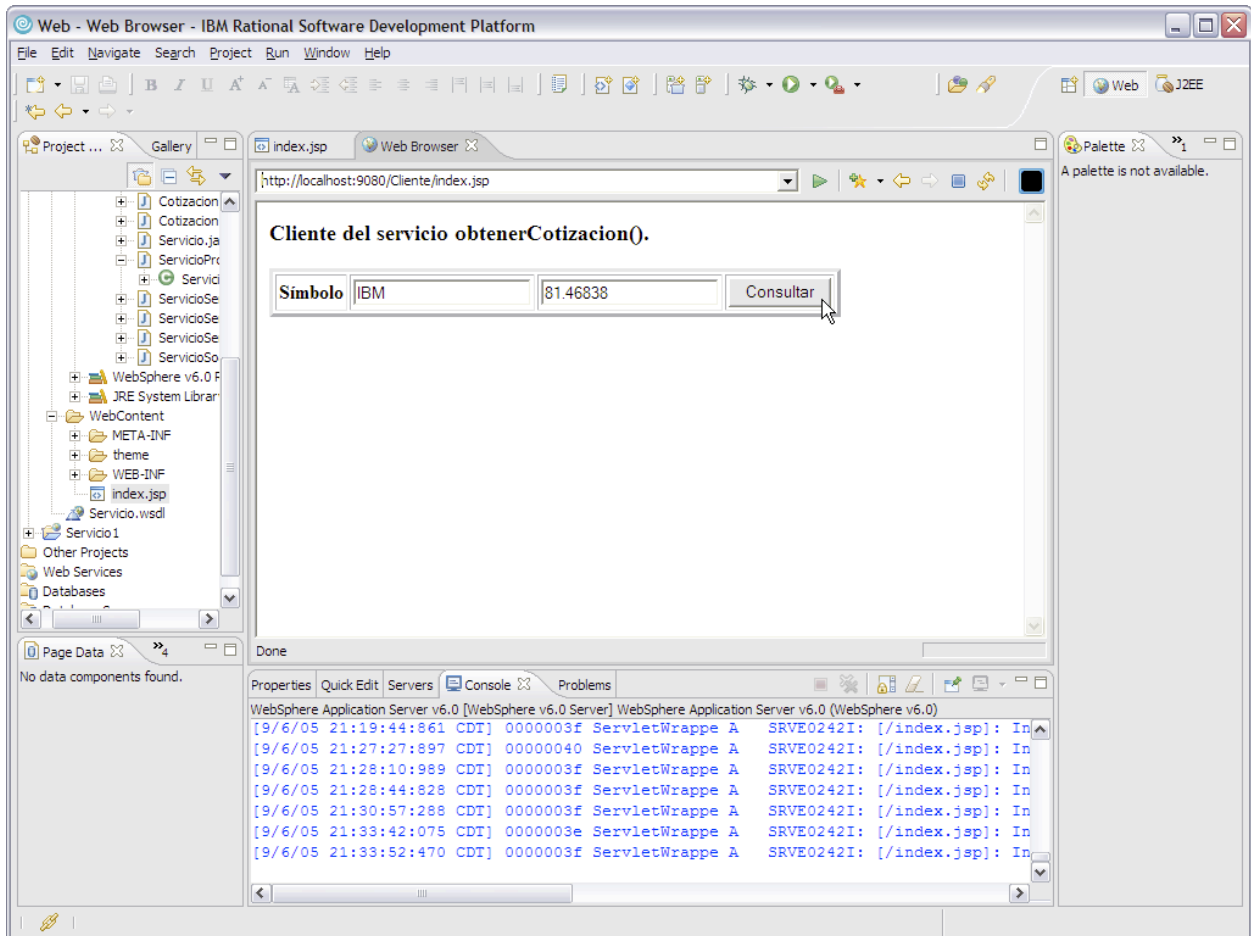 Web - Web Browser - IBM Rational Software Development Platform
File Edit Navigate Search Project Run Window Help
B I U A A
Web J2EE
Project ... Gallery
index.jsp Web Browser
Palette 1
http://localhost:9080/Cliente/index.jsp
A palette is not available.
Cotizacion
Cotizacion
Servicio.ja
ServicioPro
Servici
ServicioSe
ServicioSe
ServicioSe
ServicioSo
WebSphere v6.0 R
JRE System Librar
WebContent
META-INF
theme
WEB-INF
index.jsp
Servicio.wsdl
Servicio1
Other Projects
Web Services
Databases
Cliente del servicio obtenerCotizacion().
Símbolo IBM 81.46838 Consultar
Done
Page Data 4
No data components found.
Properties Quick Edit Servers Console Problems
WebSphere Application Server v6.0 [WebSphere v6.0 Server] WebSphere Application Server v6.0 (WebSphere v6.0)
[9/6/05 21:19:44:861 CDT] 0000003f ServletWrappe A SRVE0242I: [/index.jsp]: In
[9/6/05 21:27:27:897 CDT] 00000040 ServletWrappe A SRVE0242I: [/index.jsp]: In
[9/6/05 21:28:10:989 CDT] 0000003f ServletWrappe A SRVE0242I: [/index.jsp]: In
[9/6/05 21:28:44:828 CDT] 0000003f ServletWrappe A SRVE0242I: [/index.jsp]: In
[9/6/05 21:30:57:288 CDT] 0000003f ServletWrappe A SRVE0242I: [/index.jsp]: In
[9/6/05 21:33:42:075 CDT] 0000003e ServletWrappe A SRVE0242I: [/index.jsp]: In
[9/6/05 21:33:52:470 CDT] 0000003f ServletWrappe A SRVE0242I: [/index.jsp]: In